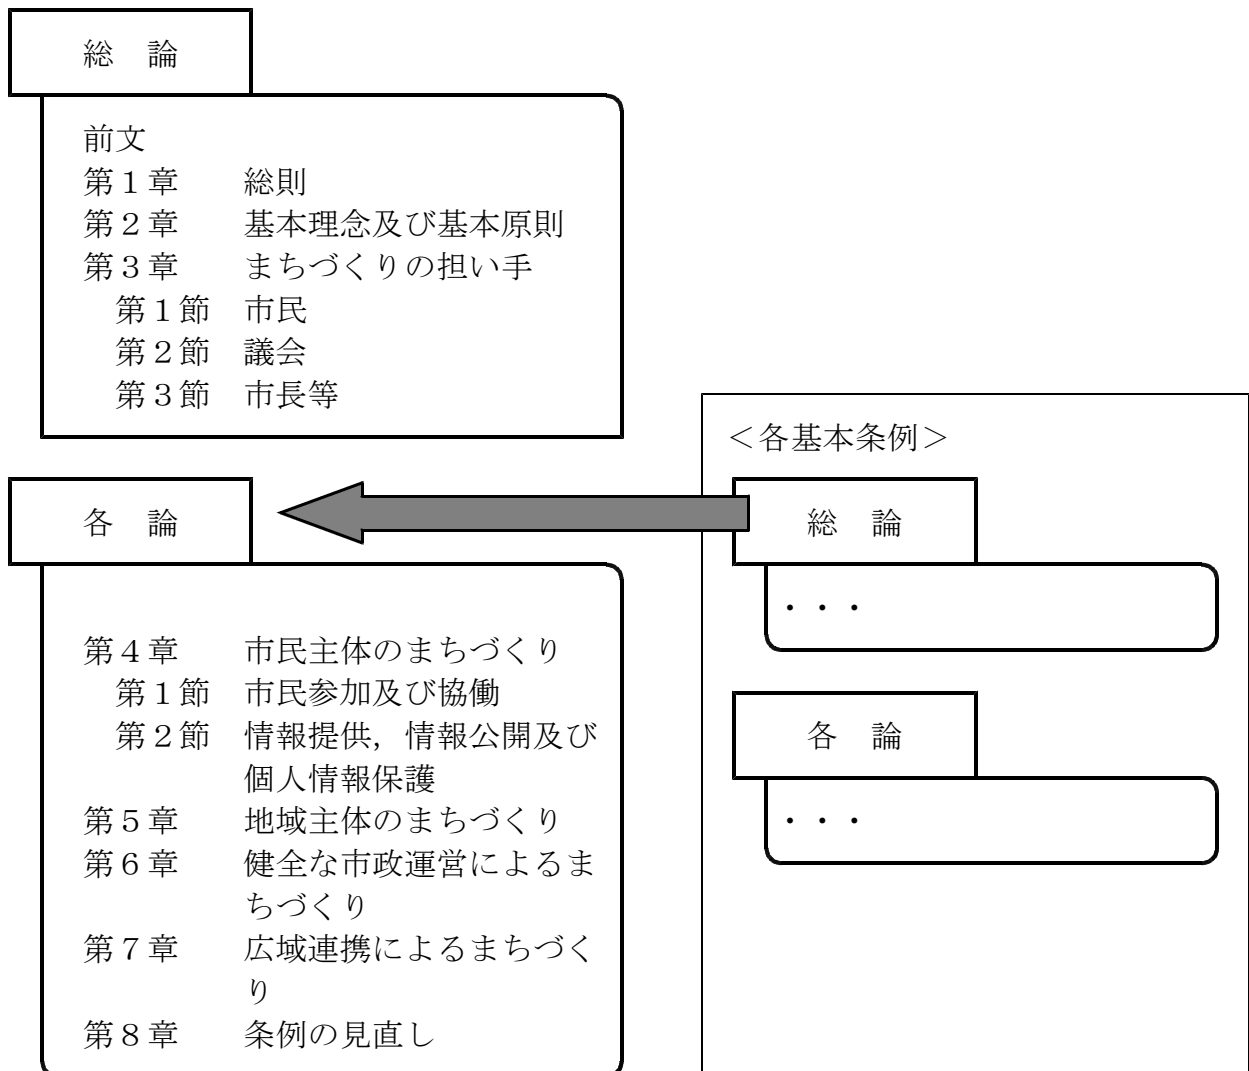 総　論
前文
第１章　　総則
第２章　　基本理念及び基本原則
第３章　　まちづくりの担い手
　第１節　市民
　第２節　議会
　第３節　市長等
各　論
第４章　　市民主体のまちづくり
　第１節　市民参加及び協働
　第２節　情報提供，情報公開及び
個人情報保護
第５章　　地域主体のまちづくり
第６章　　健全な市政運営によるま
ちづくり
第７章　　広域連携によるまちづく
り
第８章　　条例の見直し
＜各基本条例＞
総　論
・・・
各　論
・・・